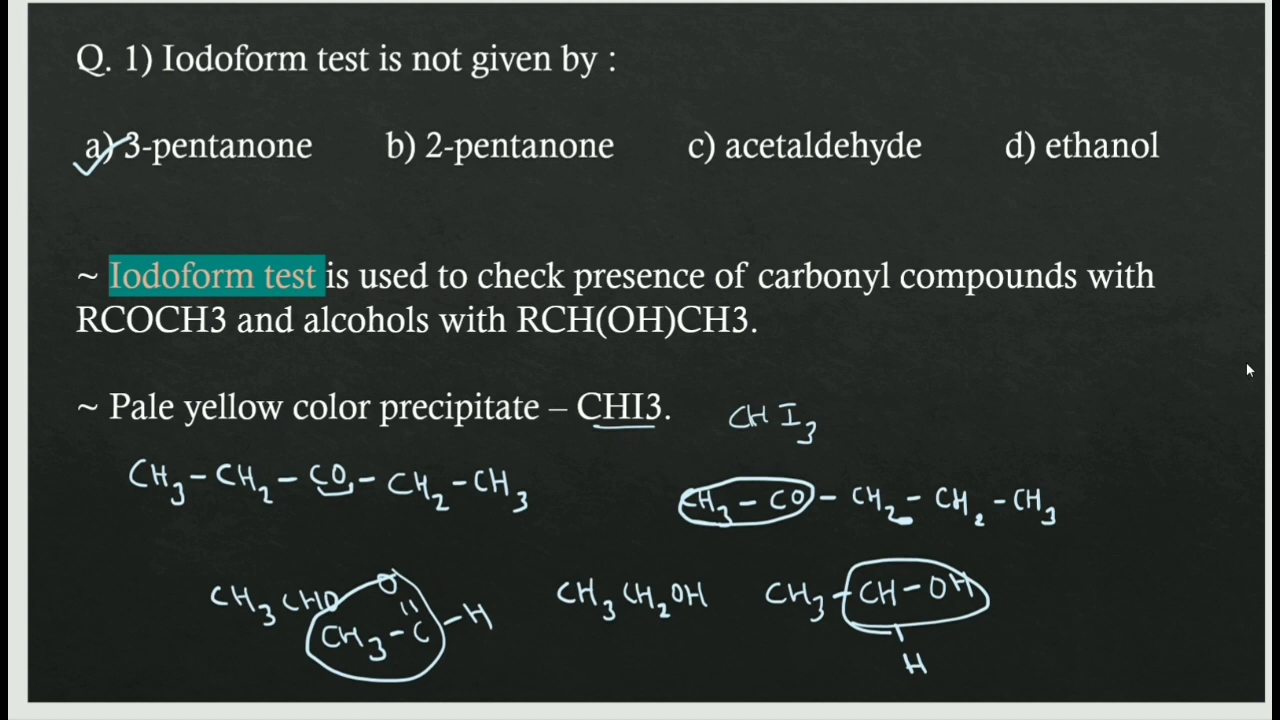 Q. 1) Iodoform test is not given by :
a) 3-pentanone b) 2-pentanone c) acetaldehyde d) ethanol
~ Iodoform test is used to check presence of carbonyl compounds with
RCOCH3 and alcohols with RCH(OH)CH3.
~ Pale yellow color precipitate – CHI3. CHI₃
CH₃-CH₂-CO-CH₂-CH₃ CH₃-CO-CH₂-CH₂-CH₃
CH₃CHO CH₃-C-H CH₃CH₂OH CH₃-CH-OH
O
H